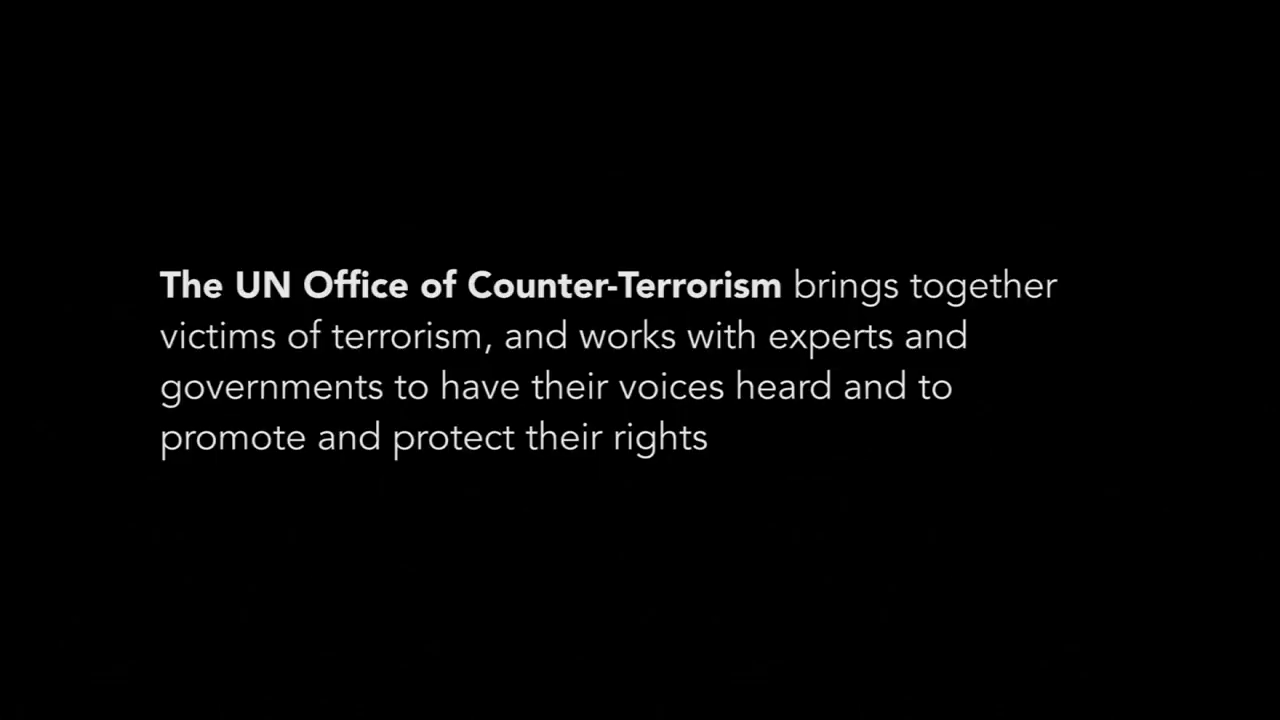 The UN Office of Counter-Terrorism brings together
victims of terrorism, and works with experts and
governments to have their voices heard and to
promote and protect their rights